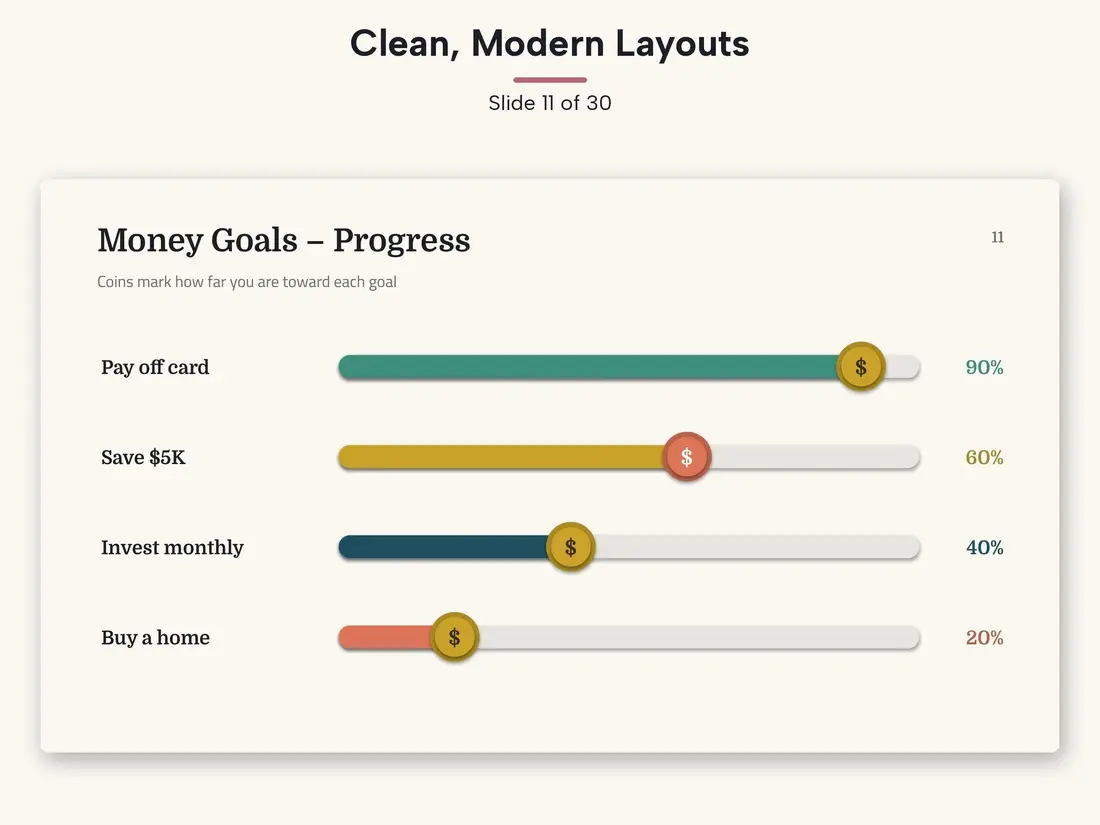 Clean, Modern Layouts
Slide 11 of 30
Money Goals – Progress
11
Coins mark how far you are toward each goal
Pay off card $ 90%
Save $5K $ 60%
Invest monthly $ 40%
Buy a home $ 20%